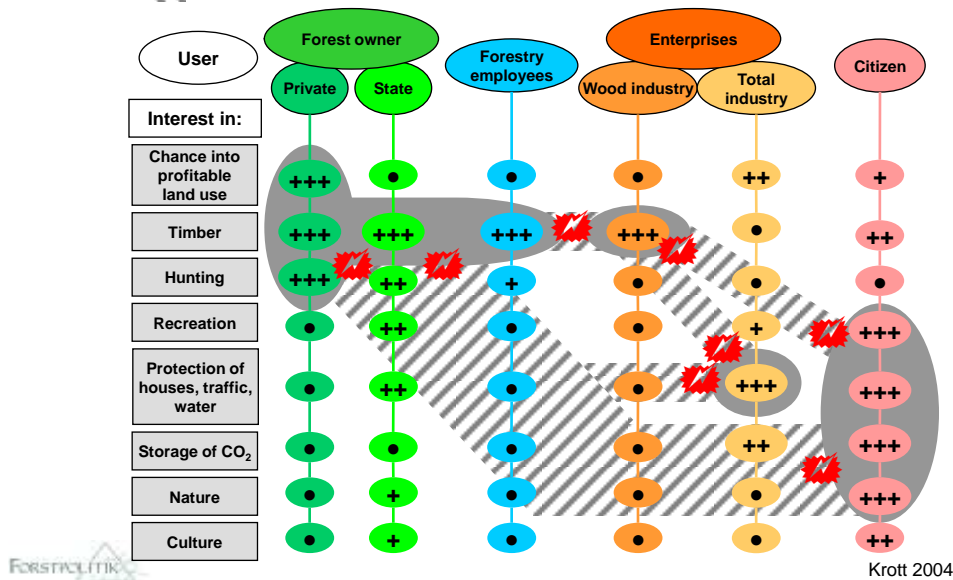 User
Forest owner
Forestry
employees
Enterprises
Citizen
Private
State
Wood industry
Total
industry
Interest in:
Chance into
profitable
land use
+++
•
•
•
++
+
Timber
+++
+++
+++
+++
•
++
Hunting
+++
++
+
•
•
•
Recreation
•
++
•
•
+
+++
Protection of
houses, traffic,
water
•
++
•
•
+++
+++
Storage of CO₂
•
•
•
•
++
+++
Nature
•
+
•
•
•
+++
Culture
•
+
•
•
•
++
FORSTPOLITIK
Krott 2004